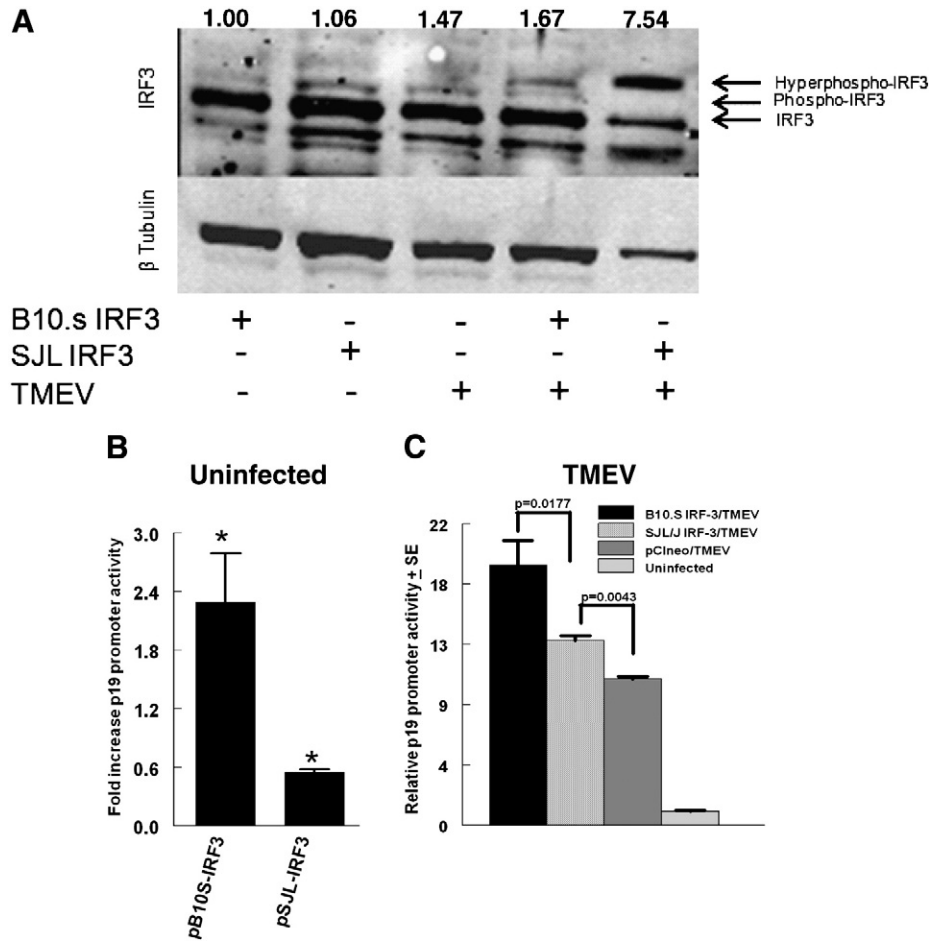 A
1.00 1.06 1.47 1.67 7.54
IRF3
Hyperphospho-IRF3
Phospho-IRF3
IRF3
β Tubulin
B10.s IRF3 + - - + -
SJL IRF3 - + - - +
TMEV - - + + +
B
Uninfected
Fold increase p19 promoter activity
3.0
2.4
1.8
1.2
0.6
0.0
*
*
pB10S-IRF3
pSJL-IRF3
C
TMEV
Relative p19 promoter activity ± SE
22
18
13
9
4
0
p=0.0177
p=0.0043
B10.S IRF-3/TMEV
SJL/J IRF-3/TMEV
pCIneo/TMEV
Uninfected